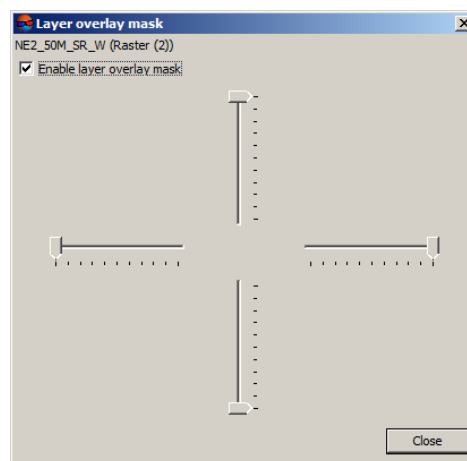 Layer overlay mask
NE2_50M_SR_W (Raster (2))
Enable layer overlay mask
Close